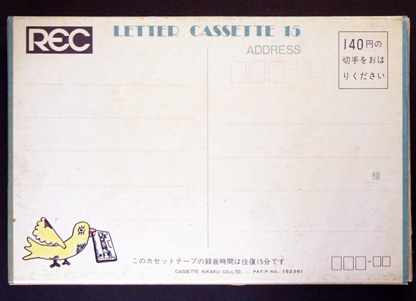 REC
LETTER CASSETTE 15
ADDRESS
140円の
切手をおは
りください
様
このカセットテープの録音時間は往復15分です
CASSETTE KIKAKU CO.,LTD. PAT.P.NO. 152361